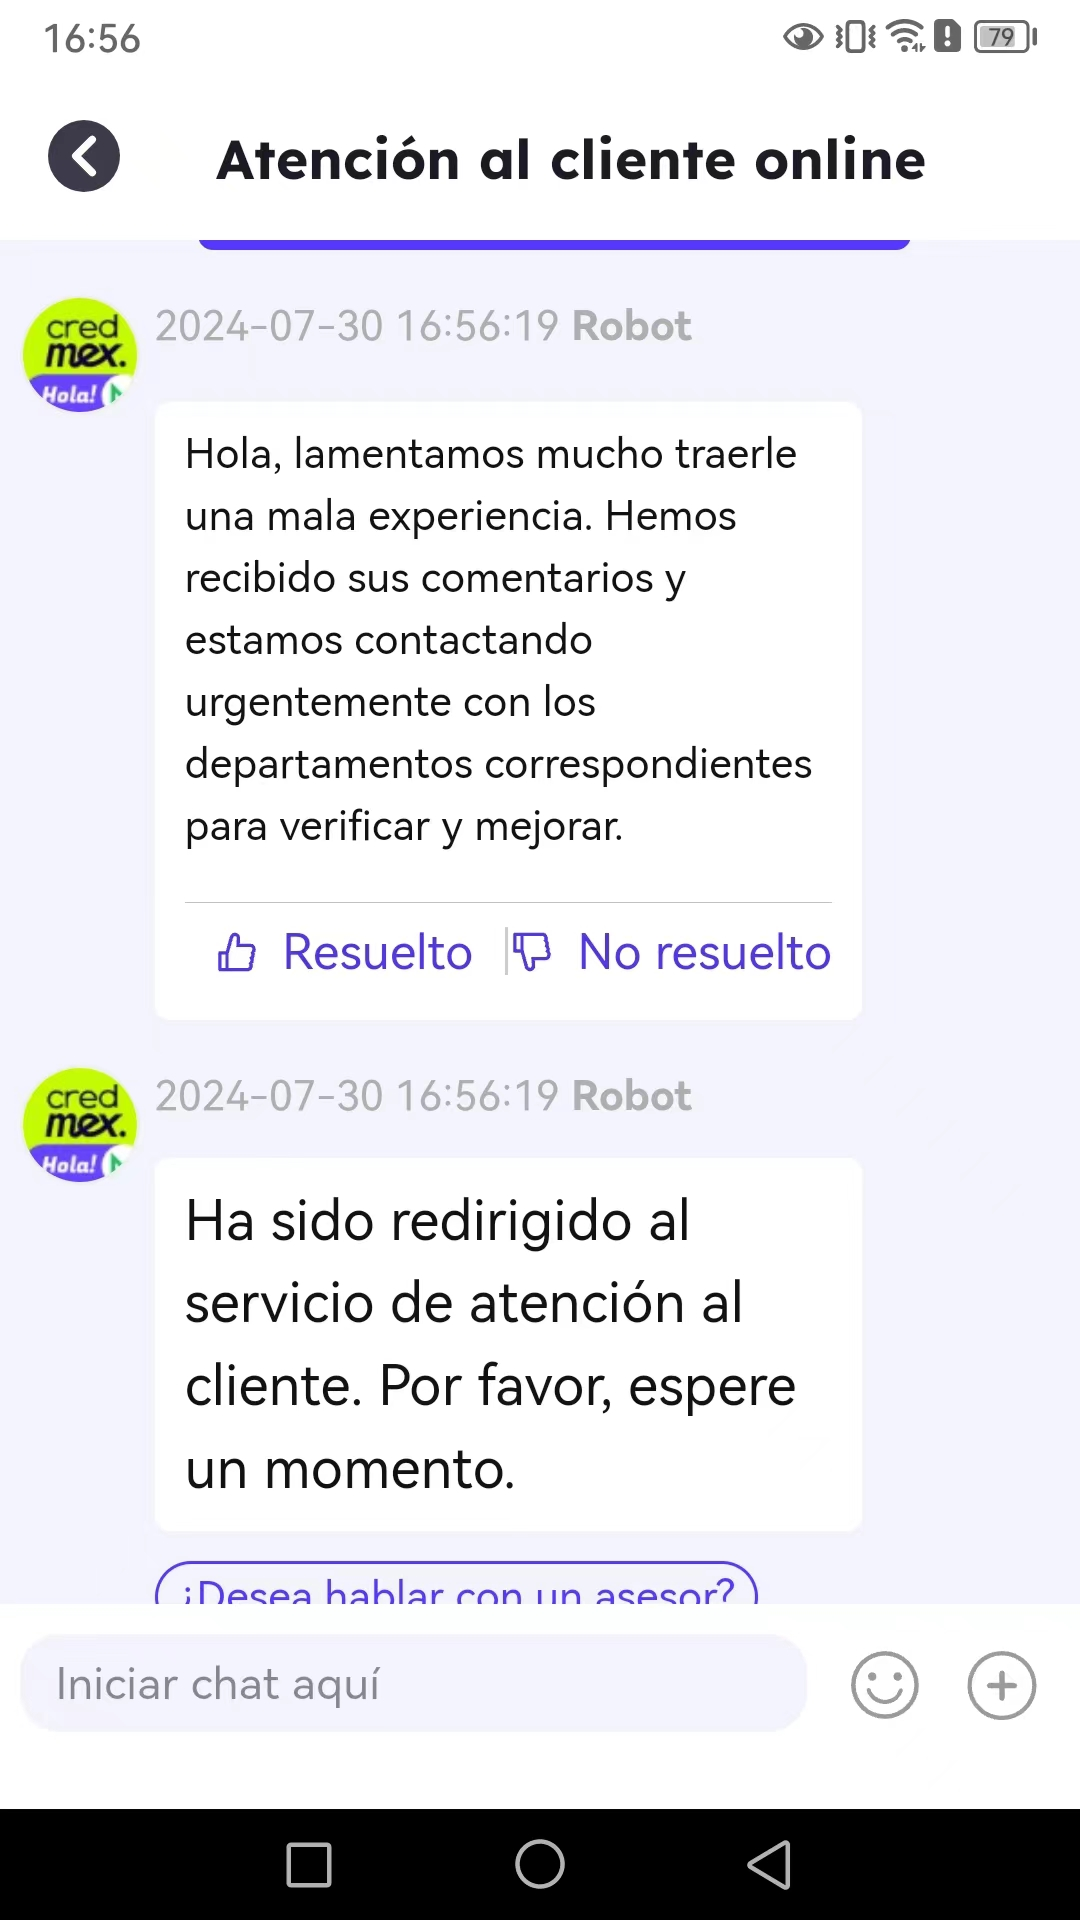 16:56
79
Atención al cliente online
cred
mex.
Hola!
2024-07-30 16:56:19 Robot
Hola, lamentamos mucho traerle
una mala experiencia. Hemos
recibido sus comentarios y
estamos contactando
urgentemente con los
departamentos correspondientes
para verificar y mejorar.
Resuelto
No resuelto
cred
mex.
Hola!
2024-07-30 16:56:19 Robot
Ha sido redirigido al
servicio de atención al
cliente. Por favor, espere
un momento.
¿Desea hablar con un asesor?
Iniciar chat aquí